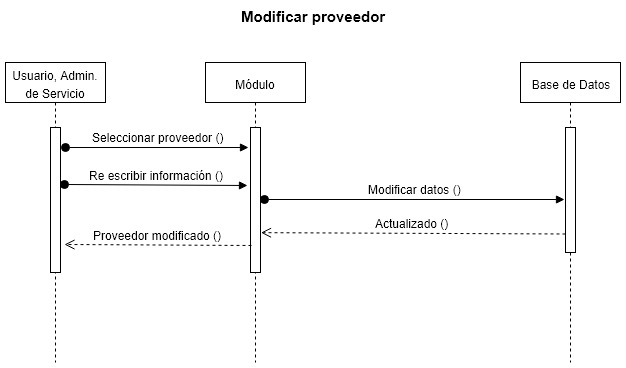 Modificar proveedor
Usuario, Admin.
de Servicio
Módulo
Base de Datos
Seleccionar proveedor ()
Re escribir información ()
Modificar datos ()
Actualizado ()
Proveedor modificado ()